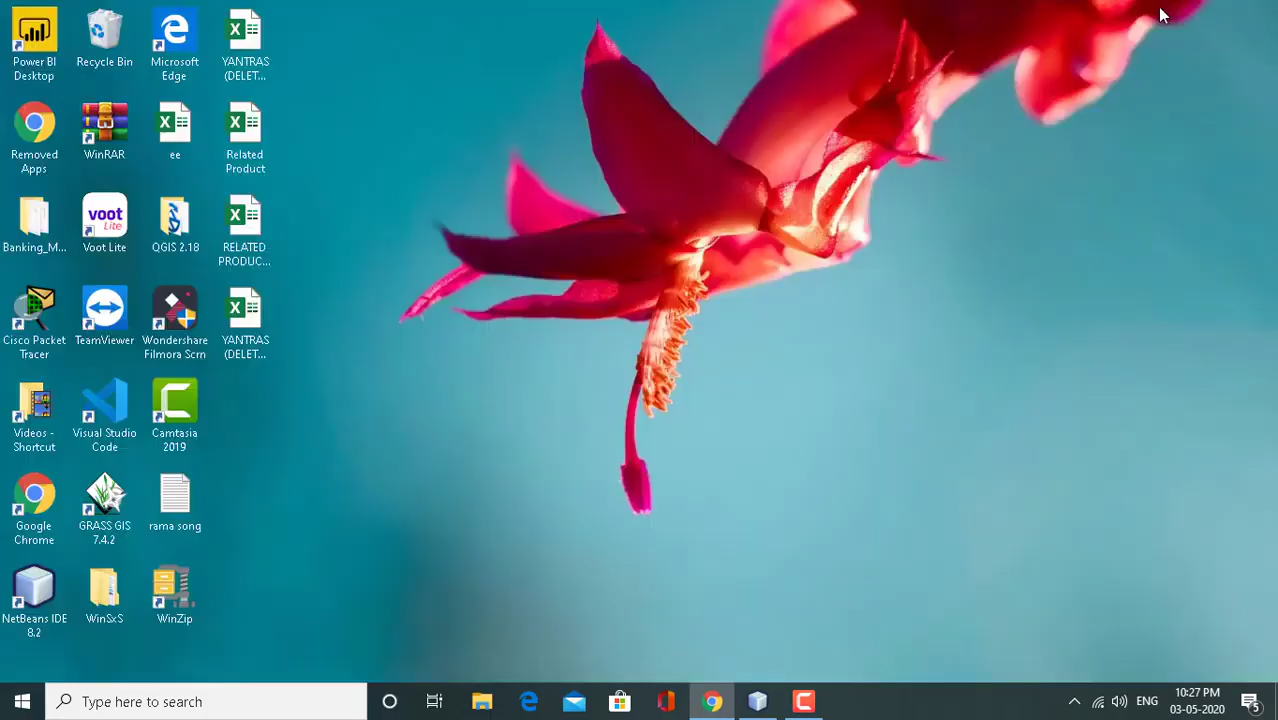 Power BI
Desktop
Recycle Bin
Microsoft
Edge
YANTRAS
(DELET...
Removed
Apps
WinRAR
ee
Related
Product
Banking_M...
voot
Lite
Voot Lite
QGIS 2.18
RELATED
PRODUC...
Cisco Packet
Tracer
TeamViewer
Wondershare
Filmora Scrn
YANTRAS
(DELET...
Videos -
Shortcut
Visual Studio
Code
Camtasia
2019
Google
Chrome
GRASS GIS
7.4.2
rama song
NetBeans IDE
8.2
WinSxS
WinZip
Type here to search
ENG
10:27 PM
03-05-2020
5